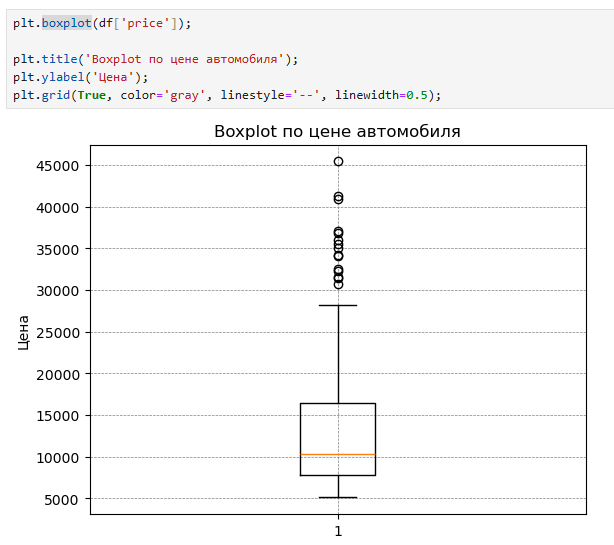 plt.boxplot(df['price']);
plt.title('Boxplot по цене автомобиля');
plt.ylabel('Цена');
plt.grid(True, color='gray', linestyle='--', linewidth=0.5);
Boxplot по цене автомобиля
45000
40000
35000
30000
25000
20000
15000
10000
5000
Цена
1